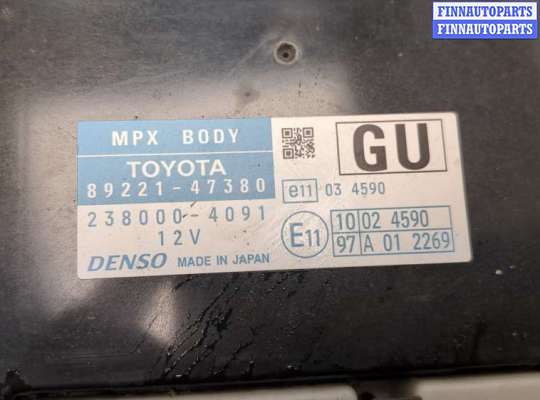 FINNAUTOPARTS
FINNAUTOPARTS
MPX BODY
TOYOTA
89221-47380
238000-4091
12V
DENSO MADE IN JAPAN
GU
e11 03 4590
E11
10 02 4590
97 A 01 2269